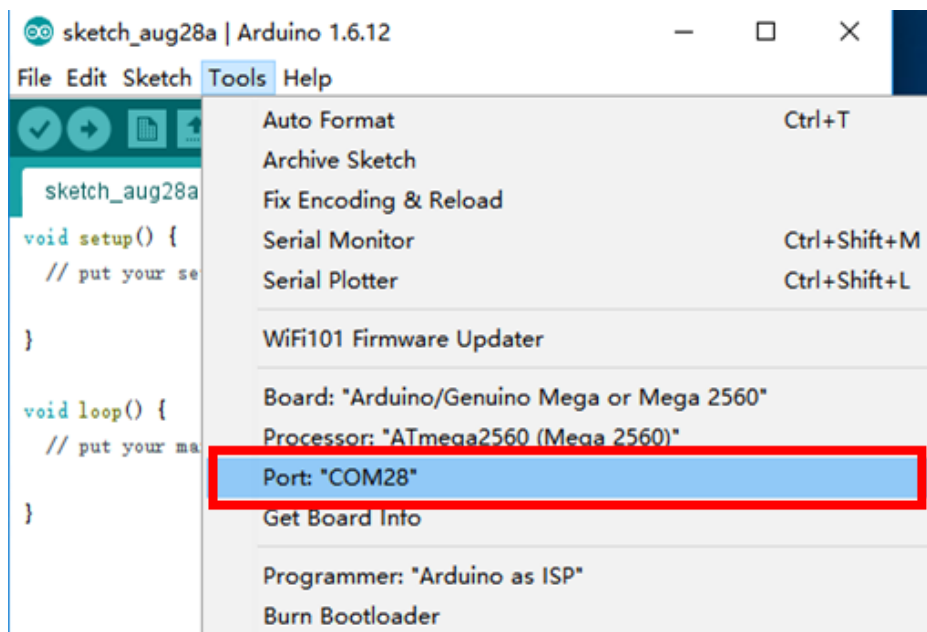 sketch_aug28a | Arduino 1.6.12
File Edit Sketch Tools Help
sketch_aug28a
void setup() {
// put your se
}
void loop() {
// put your ma
}
Auto Format Ctrl+T
Archive Sketch
Fix Encoding & Reload
Serial Monitor Ctrl+Shift+M
Serial Plotter Ctrl+Shift+L
WiFi101 Firmware Updater
Board: "Arduino/Genuino Mega or Mega 2560"
Processor: "ATmega2560 (Mega 2560)"
Port: "COM28"
Get Board Info
Programmer: "Arduino as ISP"
Burn Bootloader